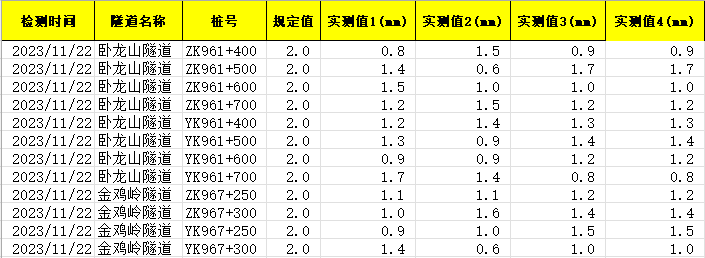 检测时间 隧道名称 桩号 规定值 实测值1(mm) 实测值2(mm) 实测值3(mm) 实测值4(mm)
2023/11/22 卧龙山隧道 ZK961+400 2.0 0.8 1.5 0.9 0.9
2023/11/22 卧龙山隧道 ZK961+500 2.0 1.4 0.6 1.7 1.7
2023/11/22 卧龙山隧道 ZK961+600 2.0 1.5 1.0 1.0 1.0
2023/11/22 卧龙山隧道 ZK961+700 2.0 1.2 1.5 1.2 1.2
2023/11/22 卧龙山隧道 YK961+400 2.0 1.2 1.4 1.3 1.3
2023/11/22 卧龙山隧道 YK961+500 2.0 1.3 0.9 1.4 1.4
2023/11/22 卧龙山隧道 YK961+600 2.0 0.9 0.9 1.2 1.2
2023/11/22 卧龙山隧道 YK961+700 2.0 1.7 1.4 0.8 0.8
2023/11/22 金鸡岭隧道 ZK967+250 2.0 1.1 1.1 1.2 1.2
2023/11/22 金鸡岭隧道 ZK967+300 2.0 1.0 1.6 1.4 1.4
2023/11/22 金鸡岭隧道 YK967+250 2.0 0.9 1.0 1.5 1.5
2023/11/22 金鸡岭隧道 YK967+300 2.0 1.4 0.6 1.0 1.0